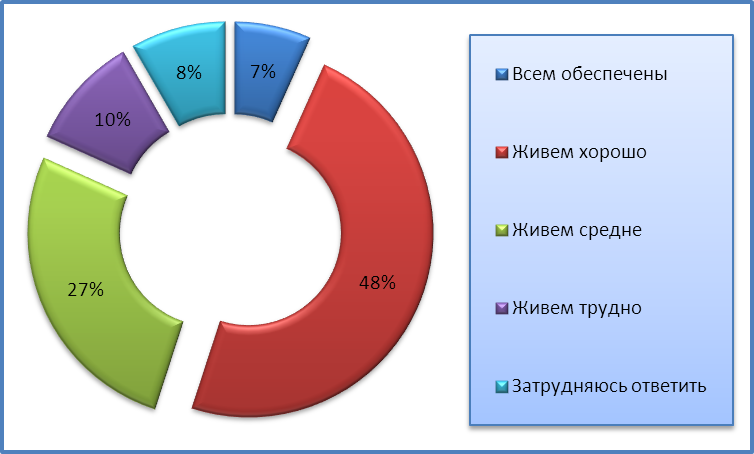 7%
48%
27%
10%
8%
Всем обеспечены
Живем хорошо
Живем средне
Живем трудно
Затрудняюсь ответить